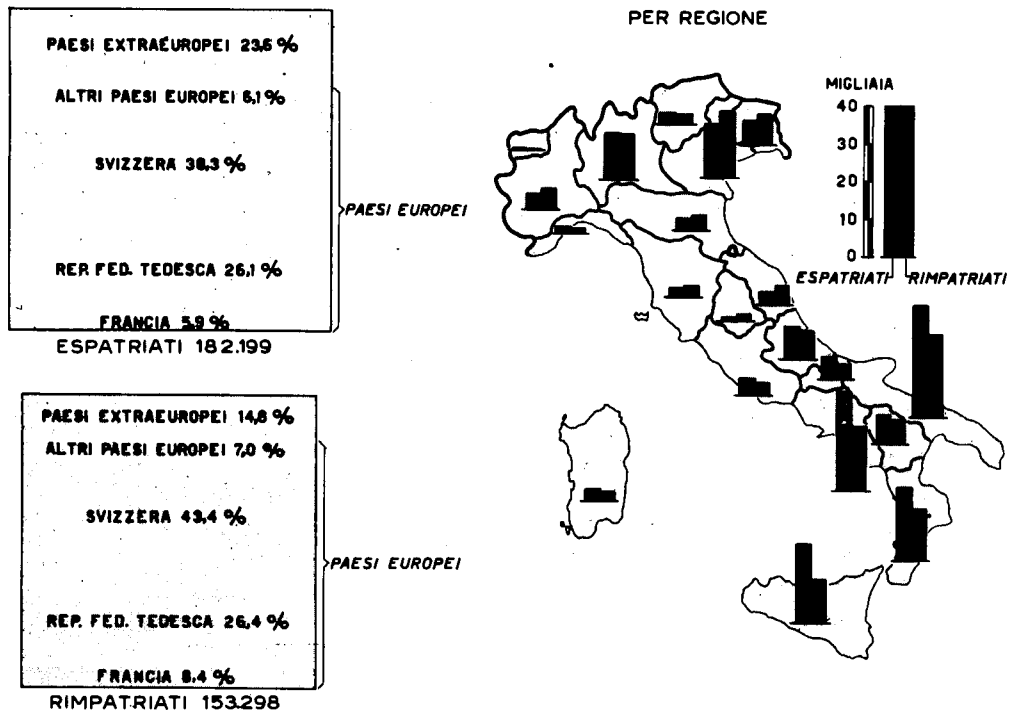 PER REGIONE
PAESI EXTRAEUROPEI 23,6 %
ALTRI PAESI EUROPEI 6,1 %
SVIZZERA 38,3 %
PAESI EUROPEI
REP. FED. TEDESCA 26,1 %
FRANCIA 5,9 %
ESPATRIATI 182.199
PAESI EXTRAEUROPEI 14,8 %
ALTRI PAESI EUROPEI 7,0 %
SVIZZERA 43,4 %
PAESI EUROPEI
REP. FED. TEDESCA 26,4 %
FRANCIA 8,4 %
RIMPATRIATI 153.298
MIGLIAIA
40
30
20
10
0
ESPATRIATI RIMPATRIATI